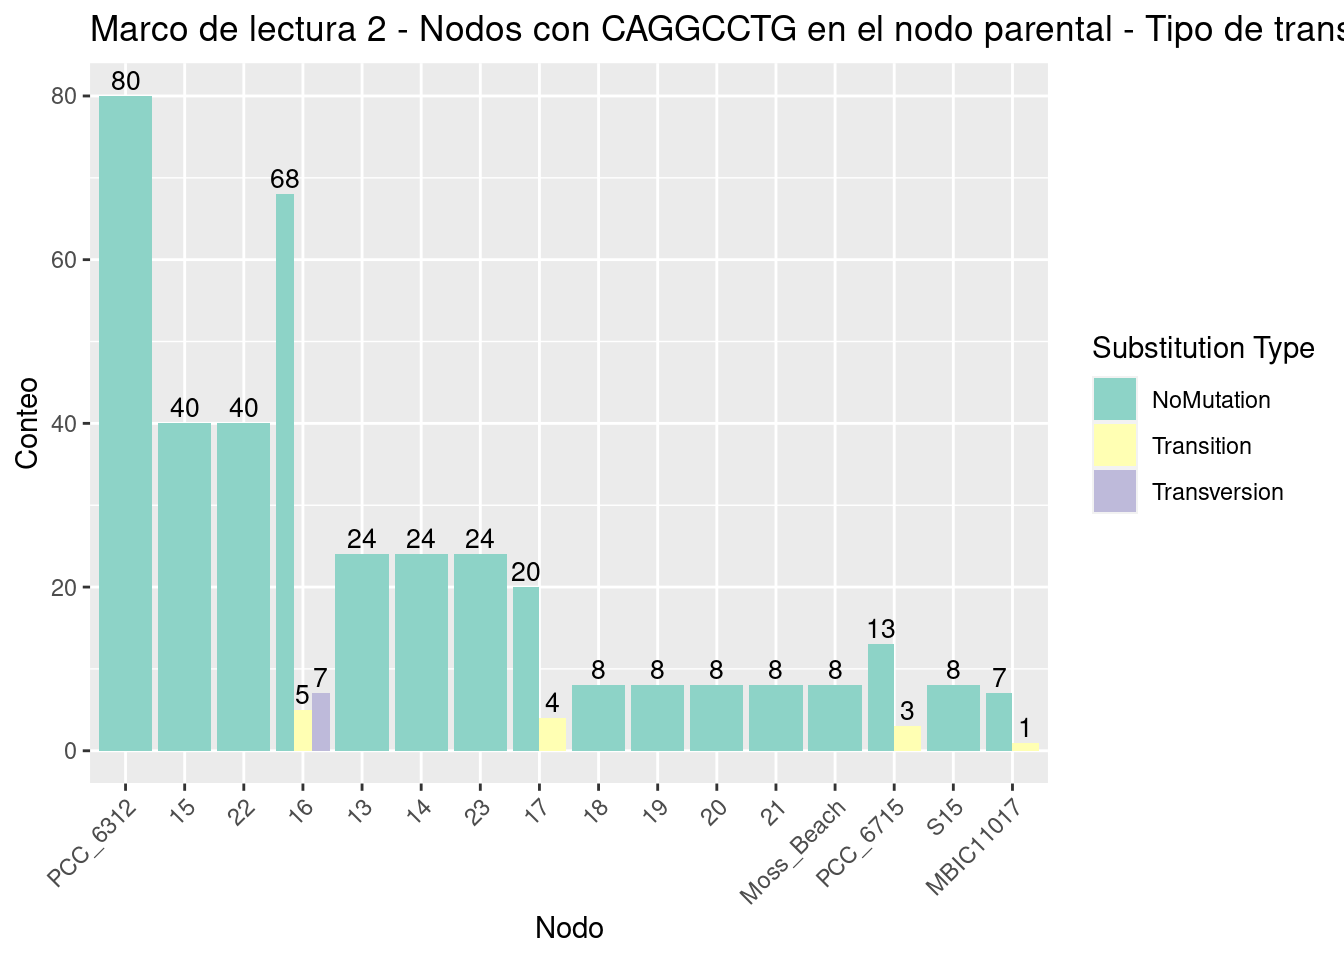 Marco de lectura 2 - Nodos con CAGGCCTG en el nodo parental - Tipo de trans
80
68
40 40
24 24 24
20
13
8 8 8 8 8 8
7 7
5 4 3 1
80
60
40
20
0
Conteo
PCC_6312 15 22 16 13 14 23 17 18 19 20 21 Moss_Beach PCC_6715 S15 MBIC11017
Nodo
Substitution Type
NoMutation
Transition
Transversion